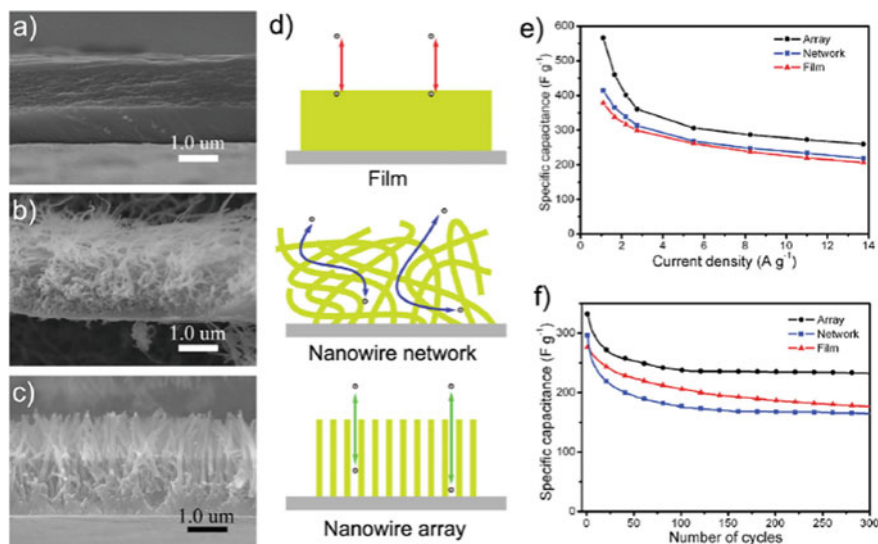 a)
1.0 um
b)
1.0 um
c)
1.0 um
d)
Film
Nanowire network
Nanowire array
e)
600
500
400
300
200
100
0
0 2 4 6 8 10 12 14
Specific capacitance (F g⁻¹)
Current density (A g⁻¹)
Array
Network
Film
f)
300
200
100
0
0 50 100 150 200 250 300
Specific capacitance (F g⁻¹)
Number of cycles
Array
Network
Film